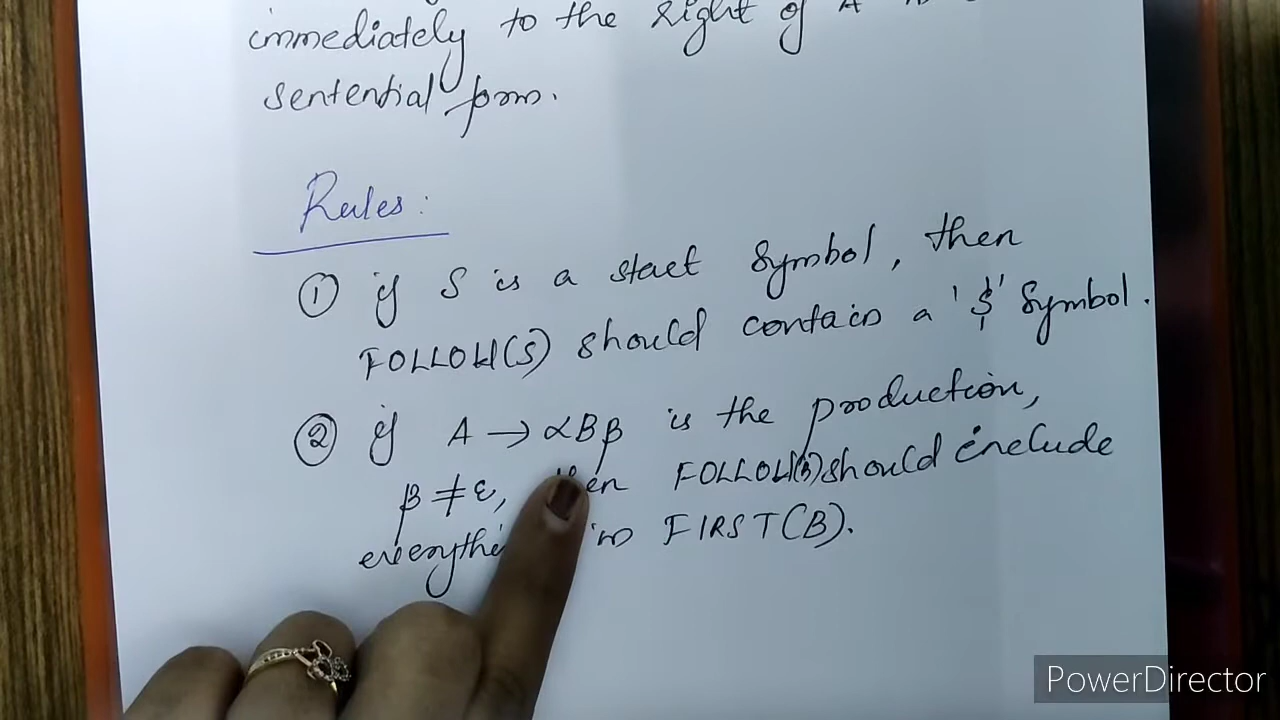 immediately to the right of A
sentential form.
Rules:
① if S is a start symbol, then
FOLLOW(S) should contain a '$' symbol.
② if A → αBβ is the production,
β ≠ ε, then FOLLOW(B) should include
in FIRST(B).
PowerDirector